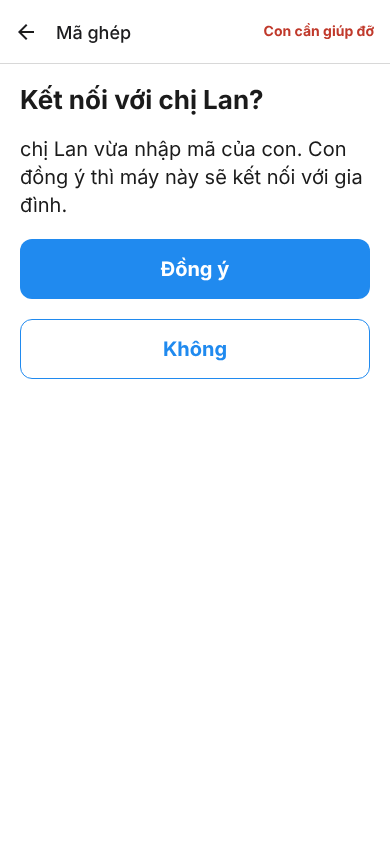 Mã ghép
Con cần giúp đỡ
Kết nối với chị Lan?
chị Lan vừa nhập mã của con. Con
đồng ý thì máy này sẽ kết nối với gia
đình.
Đồng ý
Không